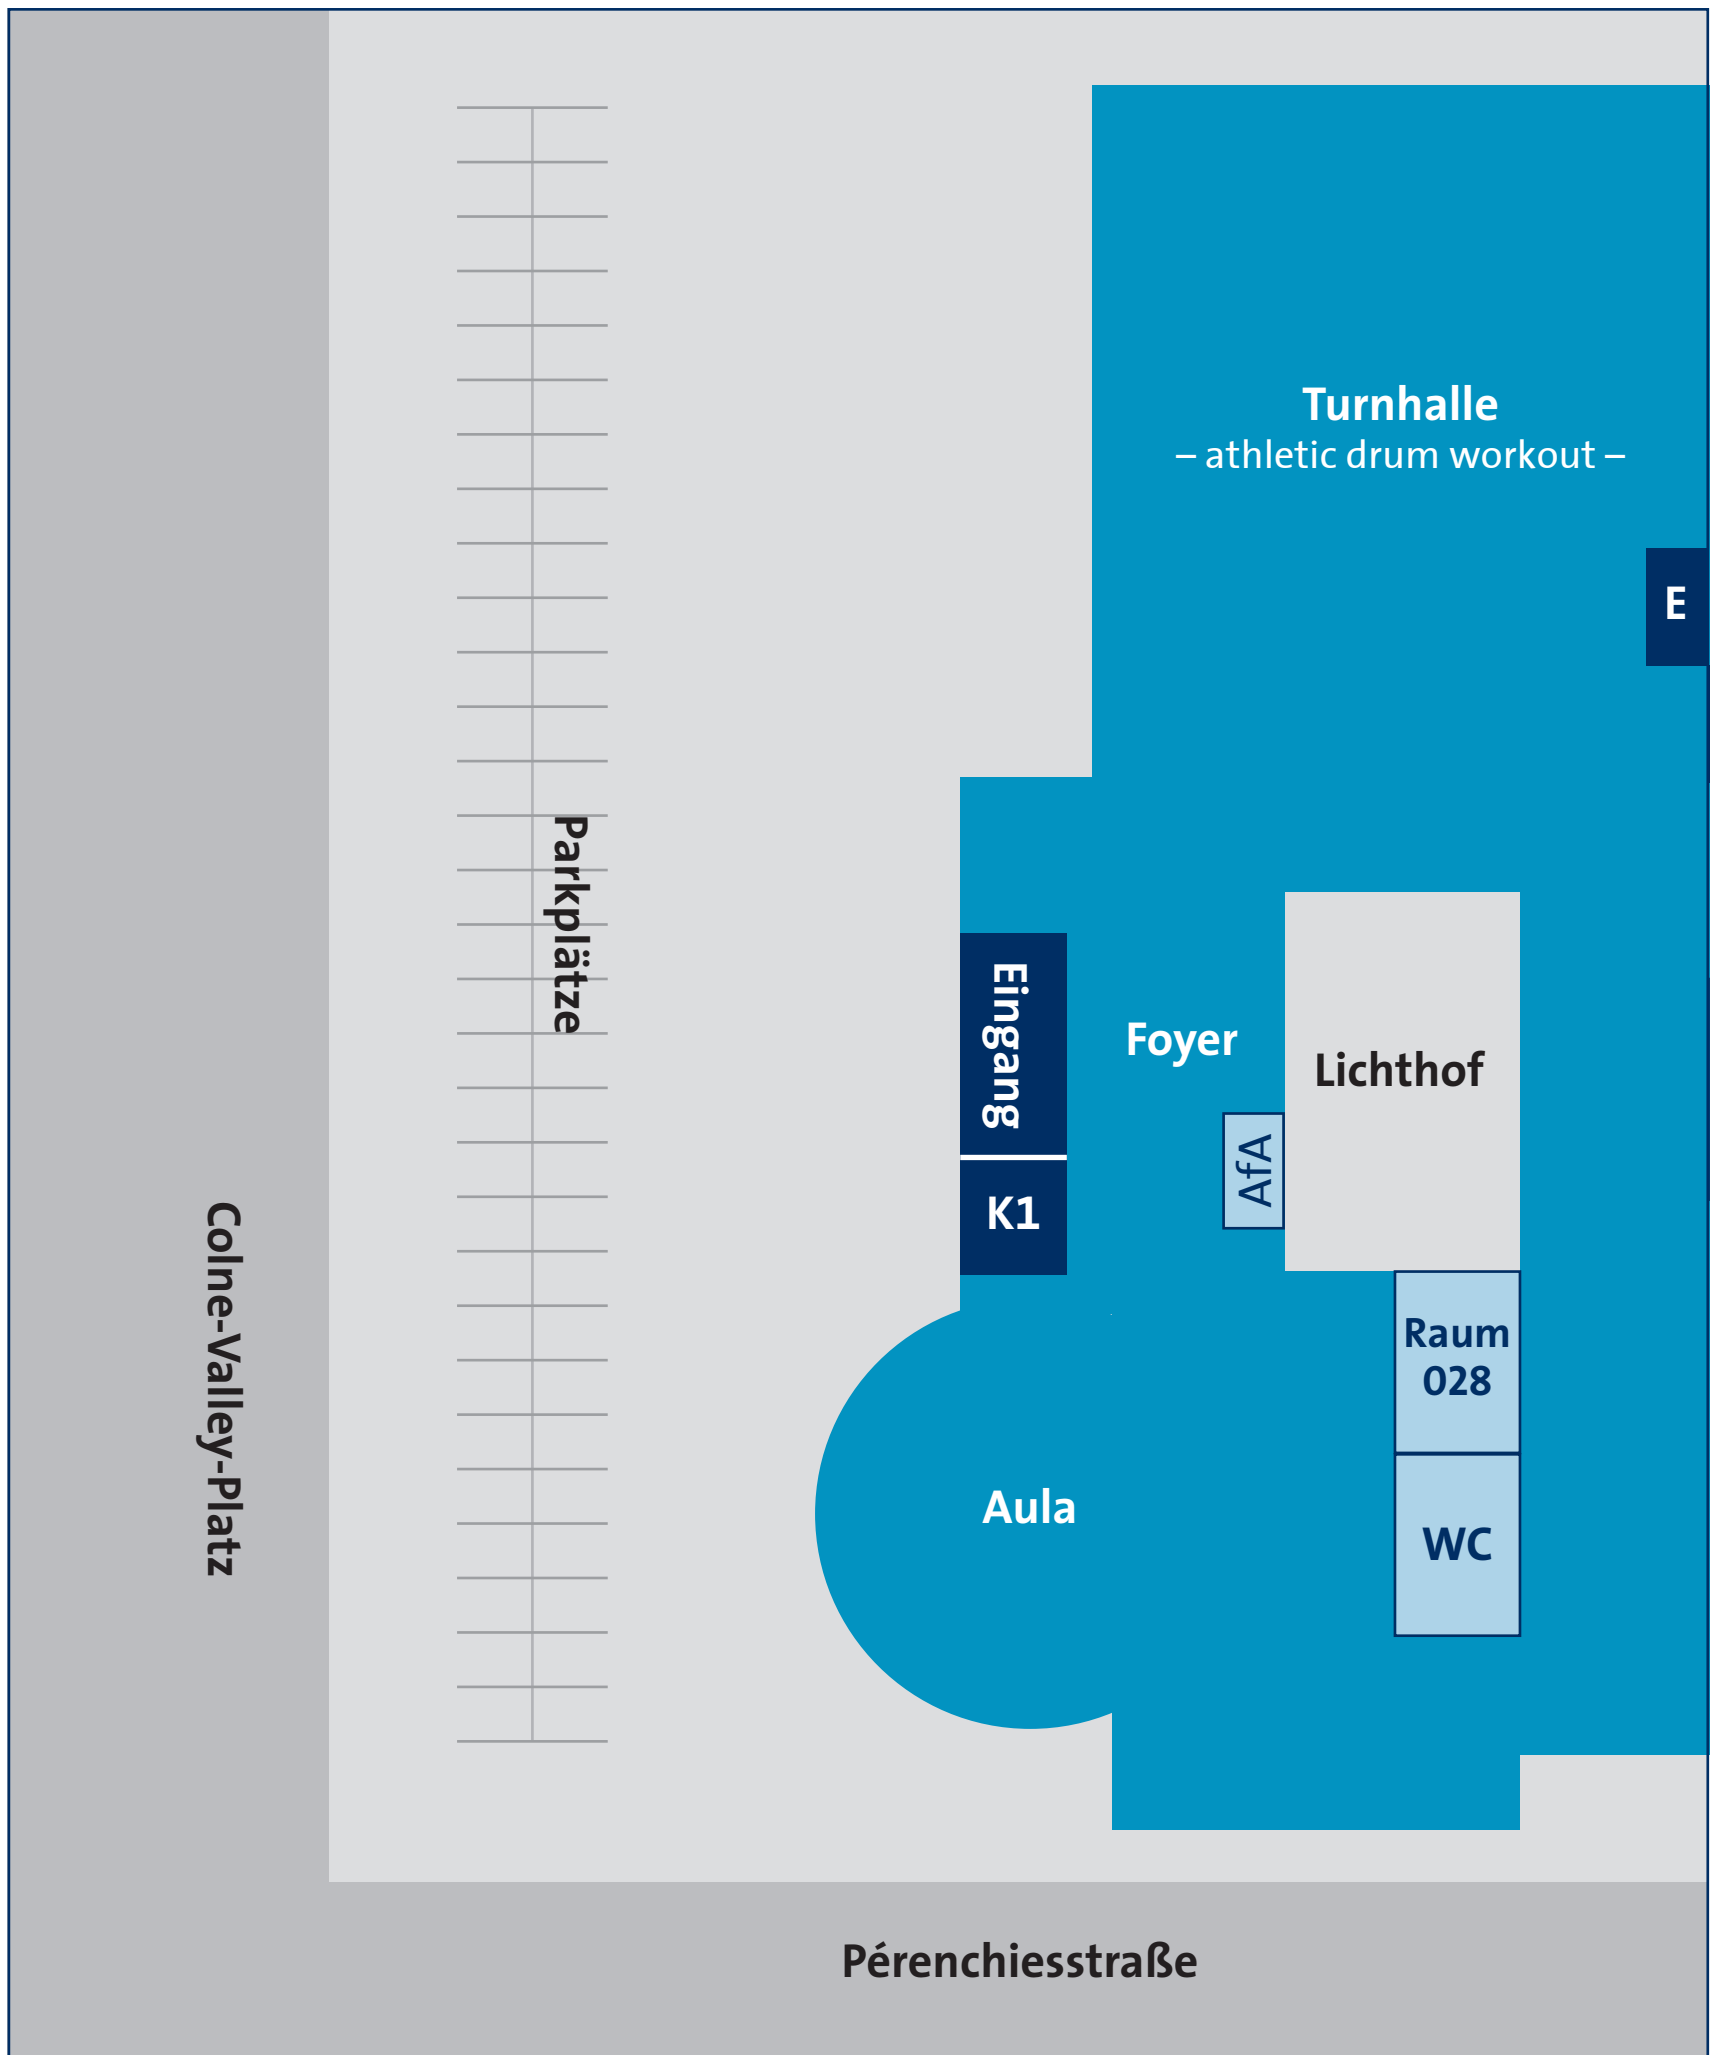 Turnhalle
– athletic drum workout –
E
Parkplätze
Eingang
Foyer
Lichthof
AfA
K1
Colne-Valley-Platz
Raum
028
Aula
WC
Pérenchiesstraße